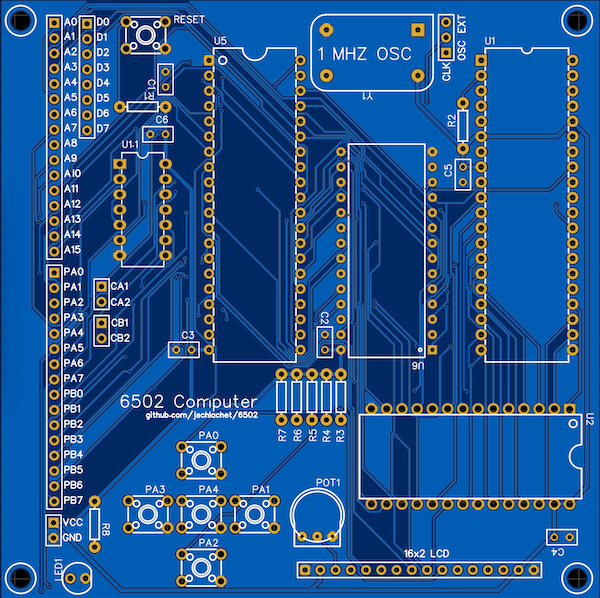 A0
A1
A2
A3
A4
A5
A6
A7
A8
A9
A10
A11
A12
A13
A14
A15
D0
D1
D2
D3
D4
D5
D6
D7
RESET
C1
R1
C6
U1.1
U5
1 MHZ OSC
Y1
CLK
OSC
EXT
U1
R2
C5
PA0
PA1
PA2
PA3
PA4
PA5
PA6
PA7
PB0
PB1
PB2
PB3
PB4
PB5
PB5
PB6
PB7
CA1
CA2
CB1
CB2
C3
C2
U6
6502 Computer
github.com/jschlachet/6502
R7
R6
R5
R4
R3
U2
PA0
PA3
PA4
PA1
PA2
POT1
VCC
GND
R8
LED1
16x2 LCD
C4